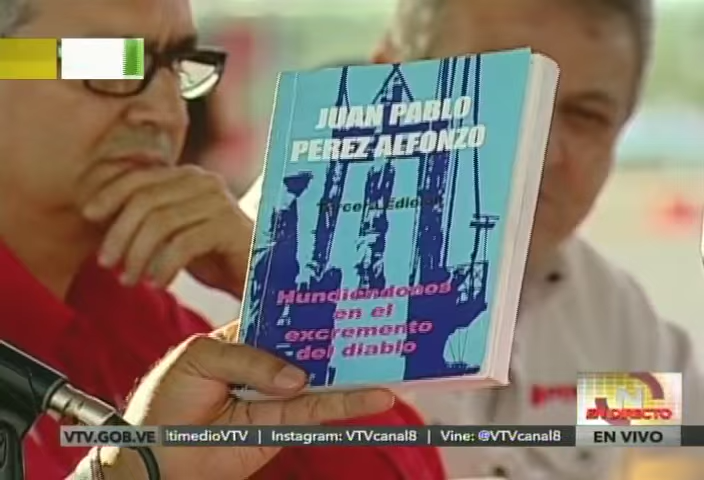 JUAN PABLO
PEREZ ALFONZO
Tercera Edición
Hundiéndonos
en el
excremento
del diablo
EN DIRECTO
VTV.GOB.VE
ltimedioVTV | Instagram: VTVcanal8 | Vine: @VTVcanal8
EN VIVO